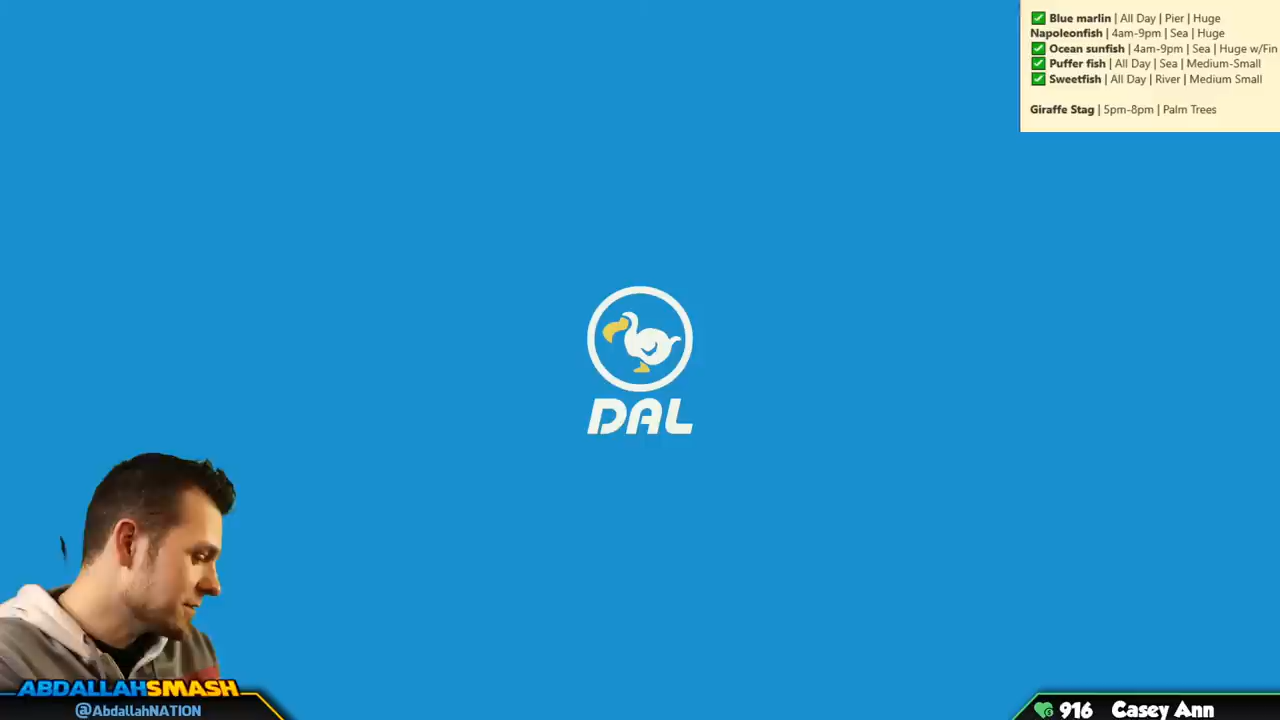 ✅ Blue marlin | All Day | Pier | Huge
Napoleonfish | 4am-9pm | Sea | Huge
✅ Ocean sunfish | 4am-9pm | Sea | Huge w/Fin
✅ Puffer fish | All Day | Sea | Medium-Small
✅ Sweetfish | All Day | River | Medium Small
Giraffe Stag | 5pm-8pm | Palm Trees
DAL
ABDALLAHSMASH
@AbdallahNATION
916 Casey Ann